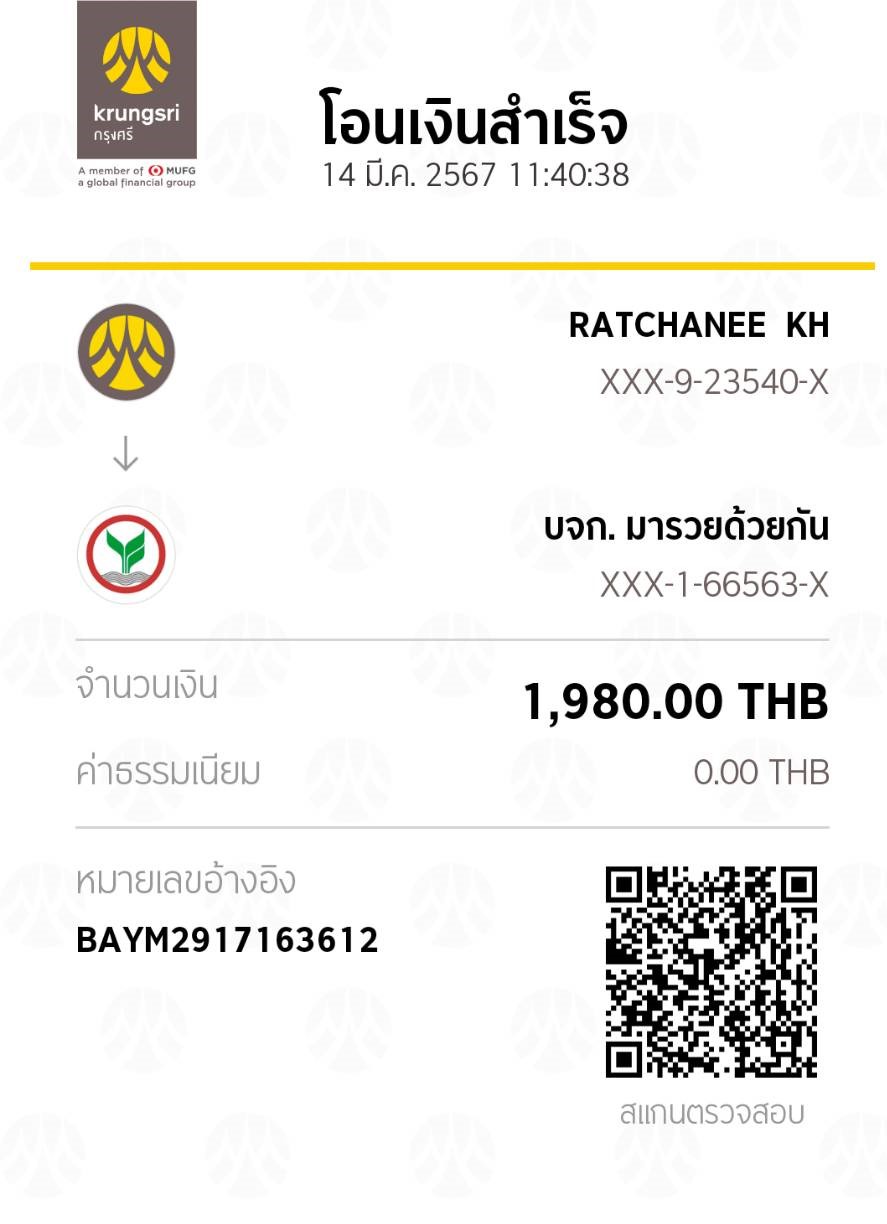 krungsri
กรุงศรี
A member of MUFG
a global financial group
โอนเงินสำเร็จ
14 มี.ค. 2567 11:40:38
RATCHANEE KH
XXX-9-23540-X
บจก. มารวยด้วยกัน
XXX-1-66563-X
จำนวนเงิน
1,980.00 THB
ค่าธรรมเนียม
0.00 THB
หมายเลขอ้างอิง
BAYM2917163612
สแกนตรวจสอบ